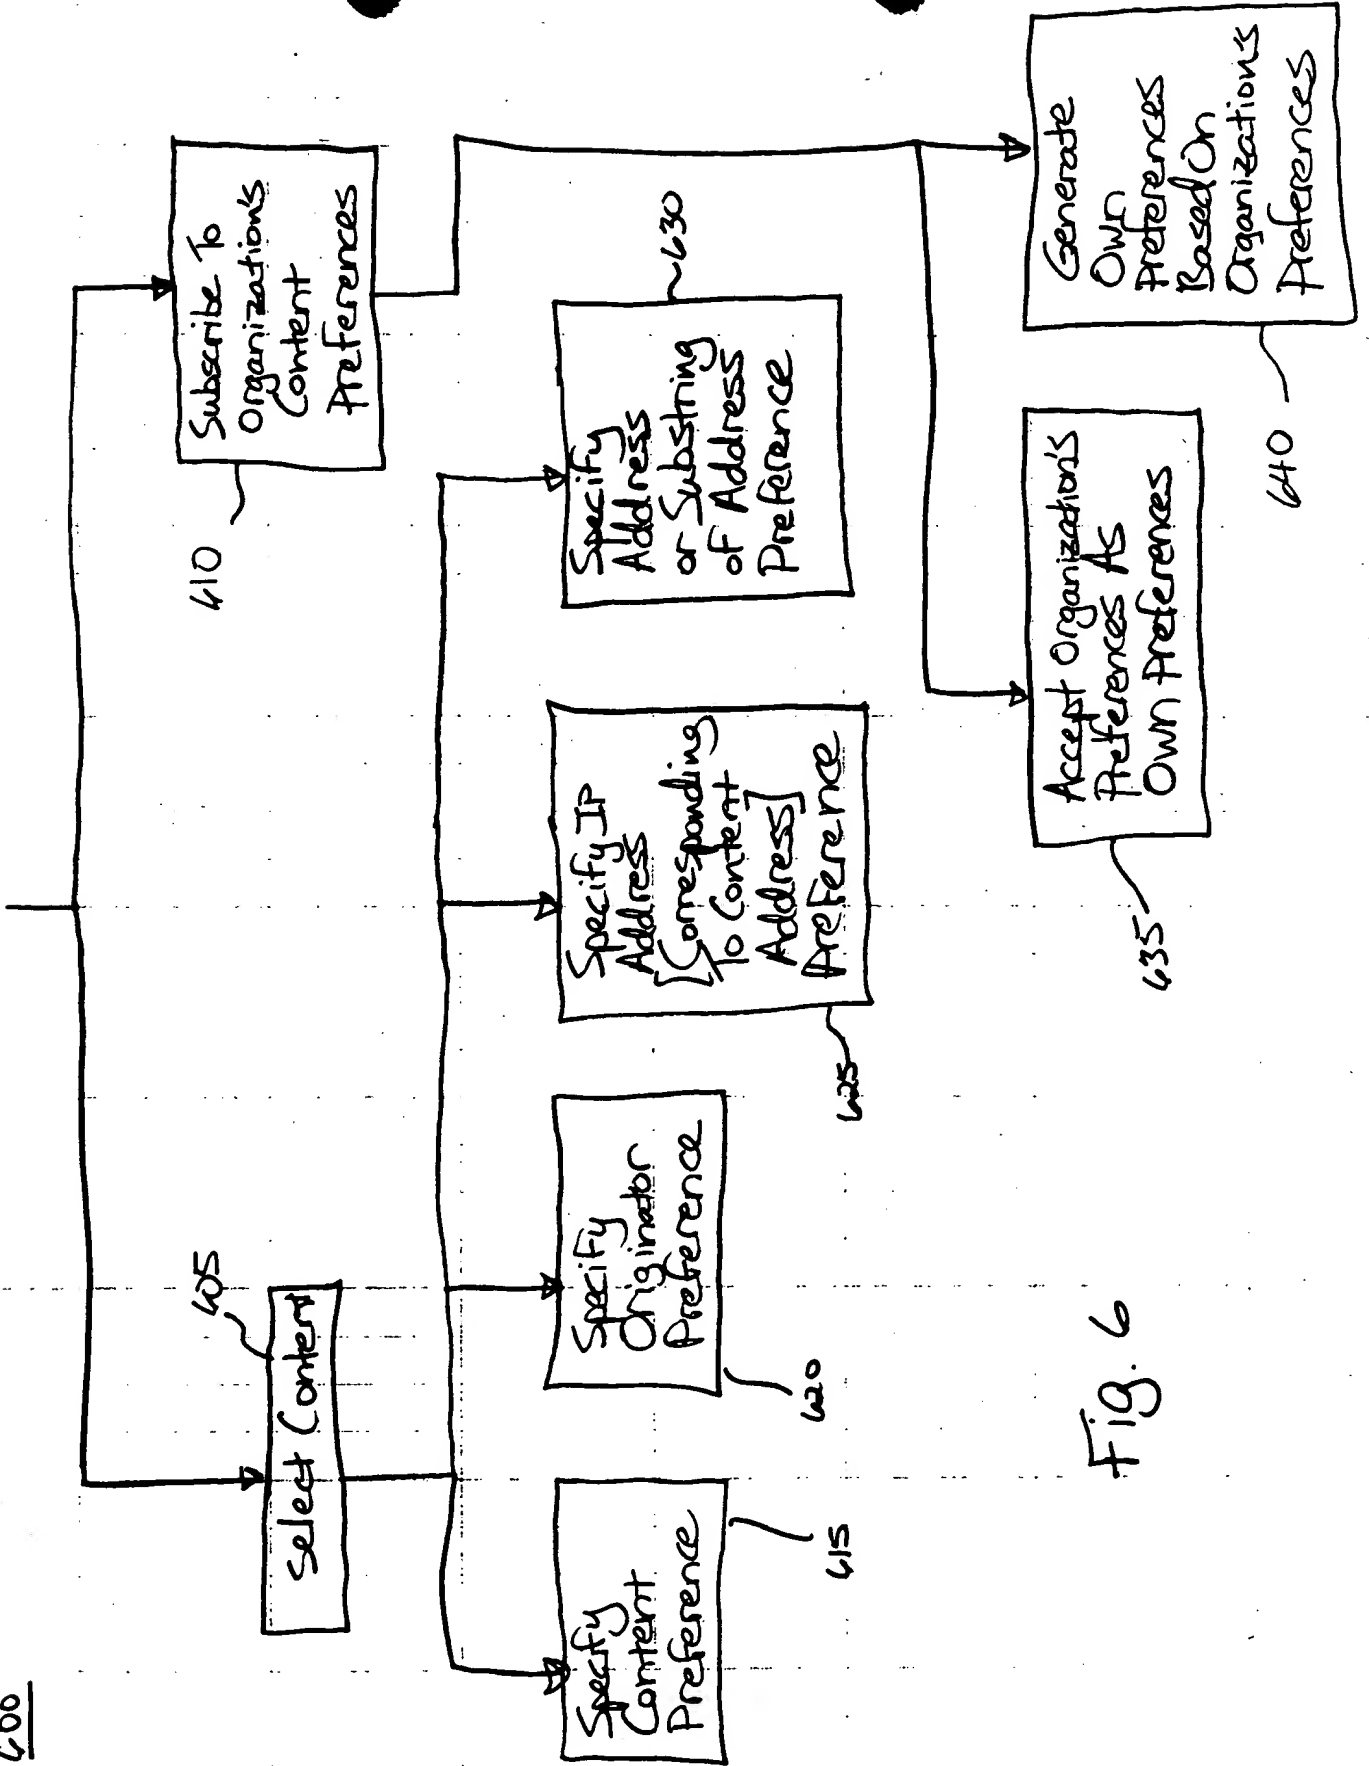 600
605
Select Content
Subscribe To
Organization's
Content
Preferences
610
Specify
Content
Preference
615
Specify
Originator
Preference
620
Specify IP
Address
[Corresponding
To Content
Address]
Preference
625
Specify
Address
or Substring
of Address
Preference
630
Accept Organization's
Preferences As
Own Preferences
635
Generate
Own
Preferences
Based On
Organization's
Preferences
640
Fig. 6